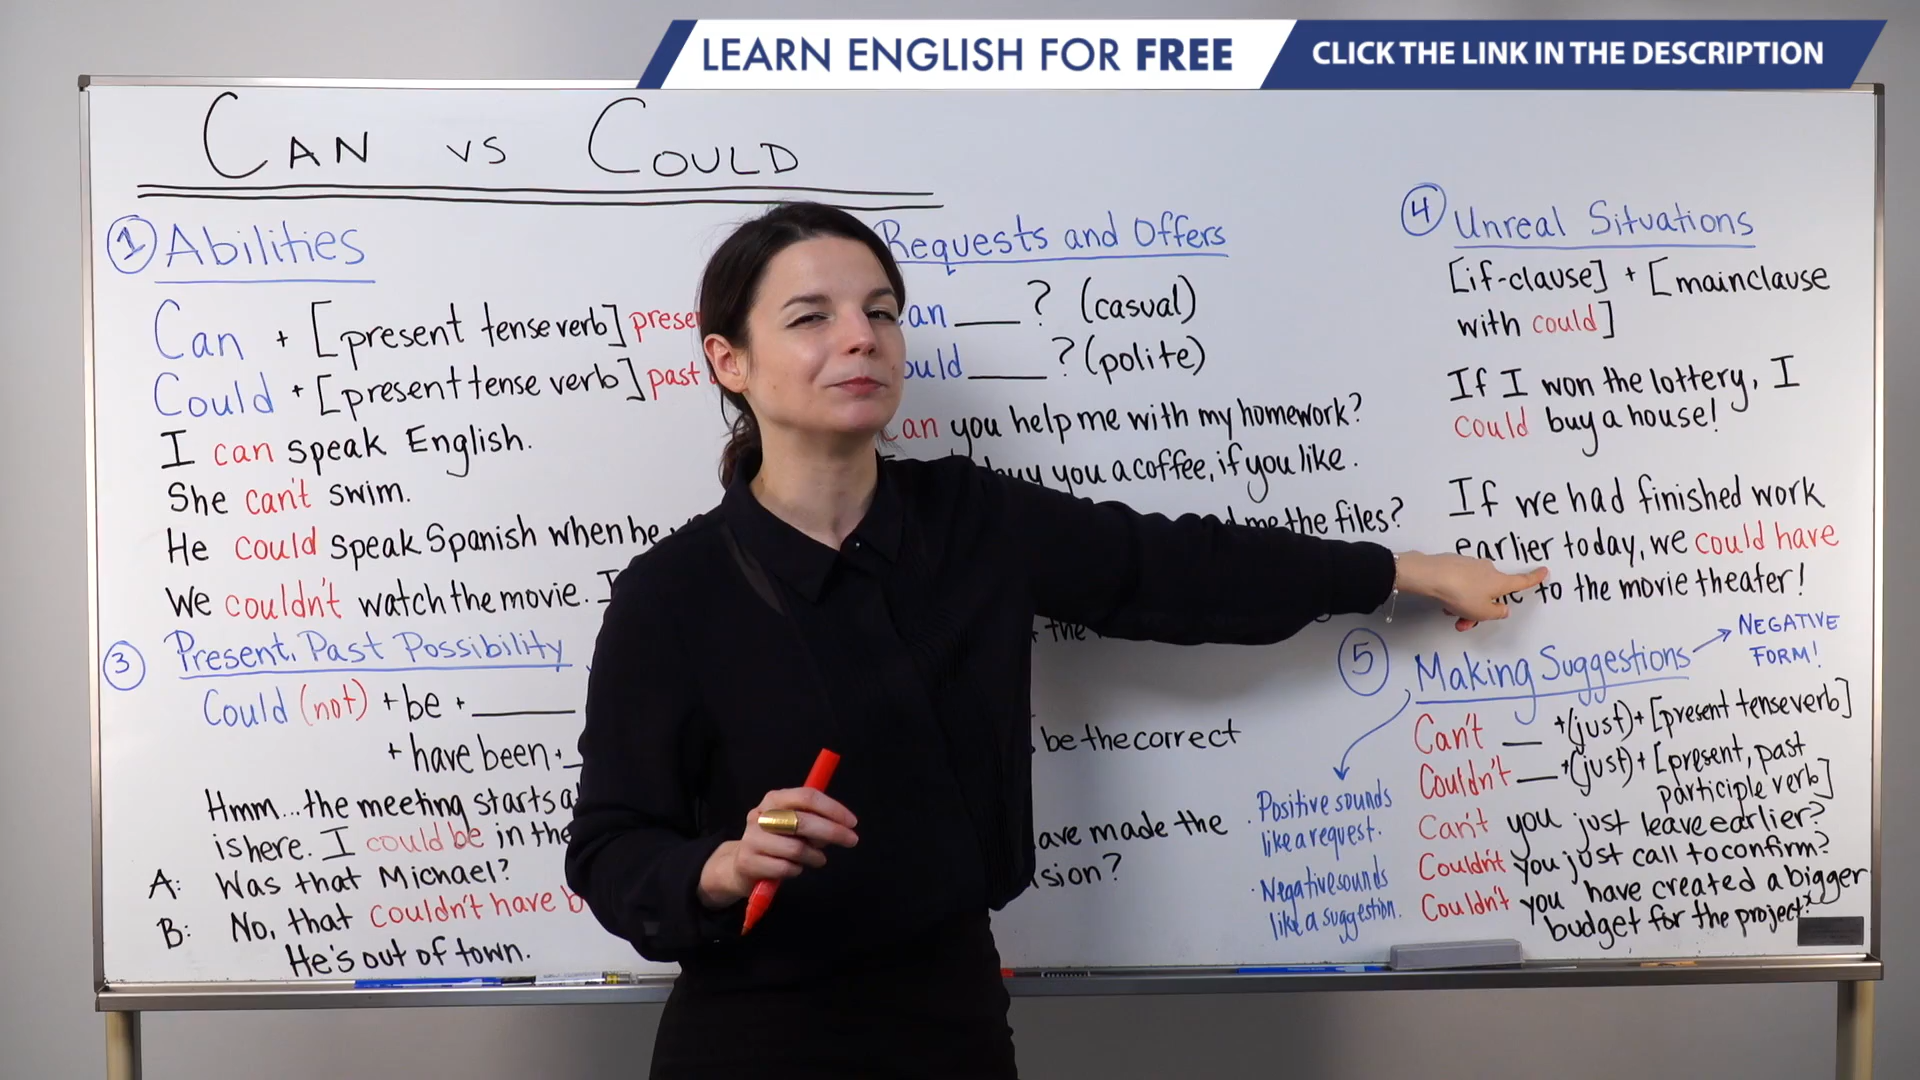 LEARN ENGLISH FOR FREE
CLICK THE LINK IN THE DESCRIPTION
CAN vs COULD
1 Abilities
Can + [present tense verb]
Could + [present tense verb] past
I can speak English.
She can't swim.
He could speak Spanish when he
We couldn't watch the movie. I
3 Present, Past Possibility
Could (not) + be + ____
+ have been +
Hmm...the meeting starts
is here. I could be in the
A: Was that Michael?
B: No, that couldn't have
He's out of town.
Requests and Offers
____? (casual)
____? (polite)
you help me with my homework?
you a coffee, if you like.
me the files?
the
be the correct
made the
4 Unreal Situations
[if-clause] + [main clause
with could]
If I won the lottery, I
could buy a house!
If we had finished work
earlier today, we could have
to the movie theater!
5 Making Suggestions
NEGATIVE
FORM!
Can't __ +(just)+ [present tense verb]
Couldn't __ +(just)+ [present, past
participle verb]
Can't you just leave earlier?
Couldn't you just call to confirm?
Couldn't you have created a bigger
budget for the project?
· Positive sounds
like a request.
· Negative sounds
like a suggestion.